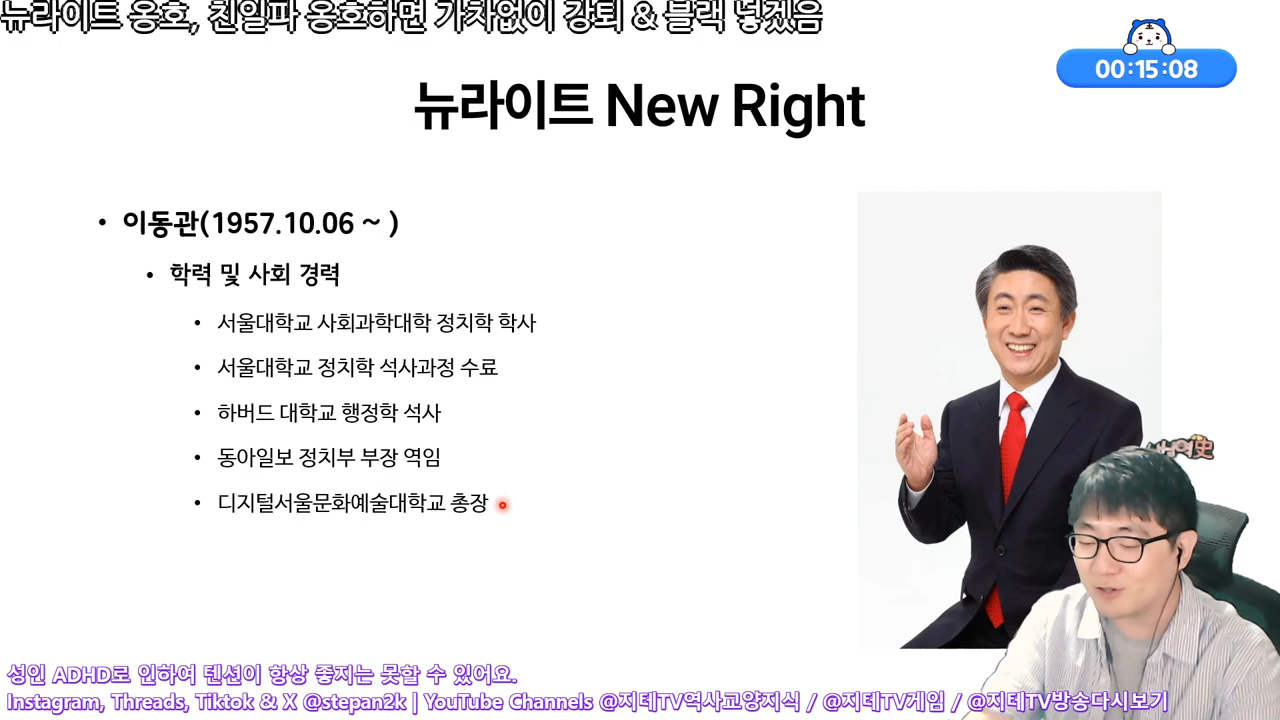 뉴라이트 옹호, 친일파 옹호하면 가차없이 강퇴 & 블랙 넣겠음
00:15:08
뉴라이트 New Right
• 이동관(1957.10.06 ~ )
• 학력 및 사회 경력
• 서울대학교 사회과학대학 정치학 학사
• 서울대학교 정치학 석사과정 수료
• 하버드 대학교 행정학 석사
• 동아일보 정치부 부장 역임
• 디지털서울문화예술대학교 총장
성인 ADHD로 인하여 텐션이 항상 좋지는 못할 수 있어요.
Instagram, Threads, Tiktok & X @stepan2k | YouTube Channels @지테TV역사교양지식 / @지테TV게임 / @지테TV방송다시보기